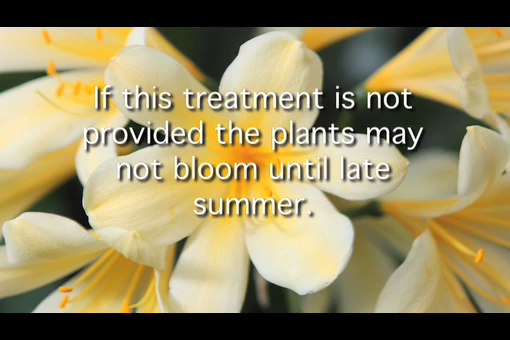 If this treatment is not
provided the plants may
not bloom until late
summer.